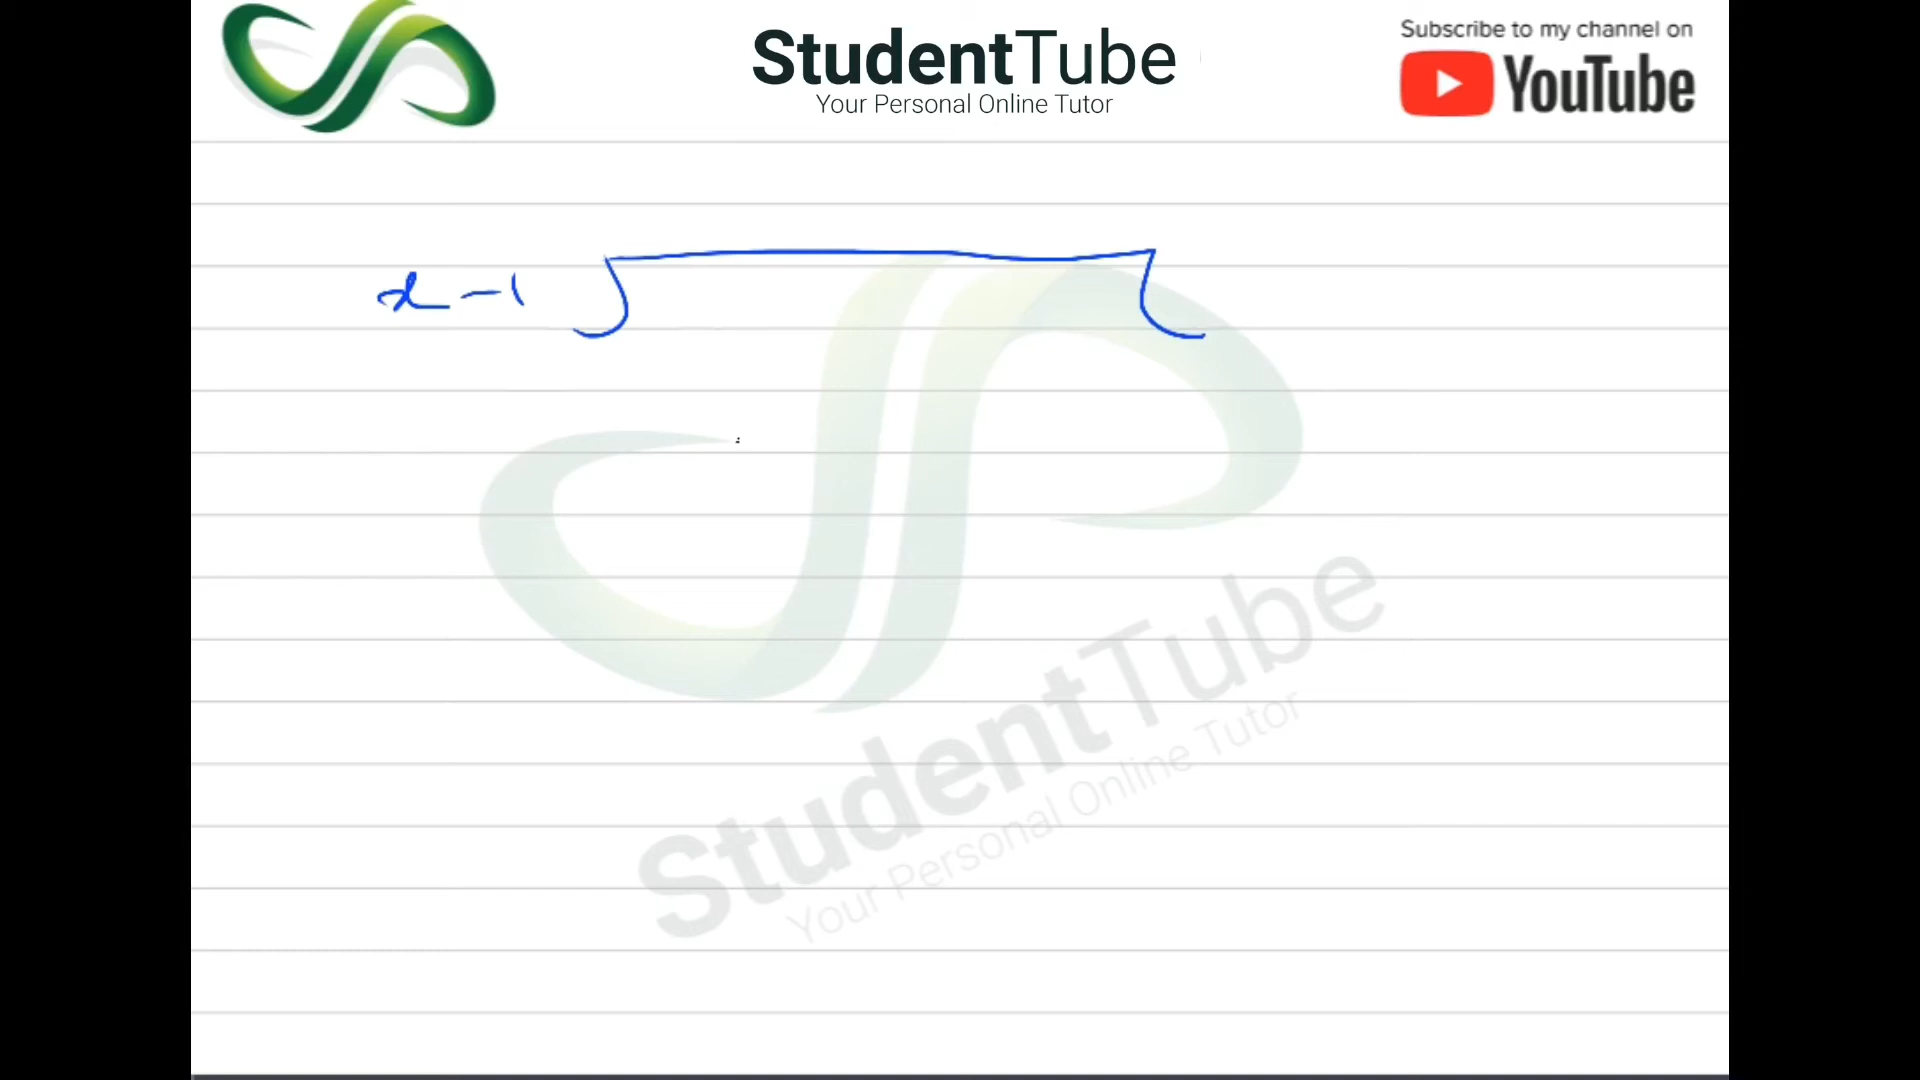 StudentTube
Your Personal Online Tutor
Subscribe to my channel on
YouTube
x - 1
StudentTube
Your Personal Online Tutor